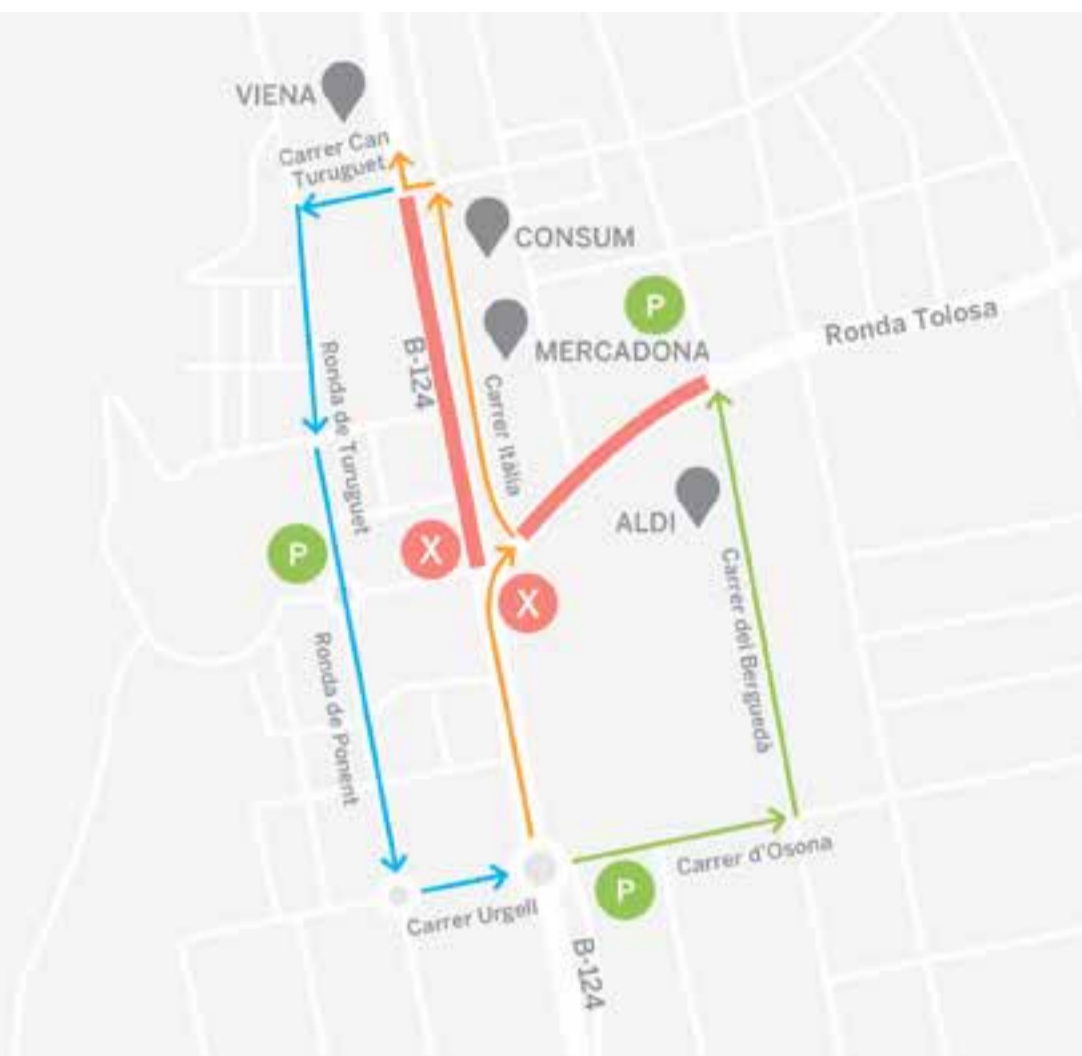 VIENA
Carrer Can
Turuguet
CONSUM
P
MERCADONA
Ronda Tolosa
B-124
Ronda de Turuguet
Carrer Itàlia
ALDI
X
P
X
Carrer del Berguedà
Ronda de Ponent
Carrer d'Osona
P
Carrer Urgell
B-124